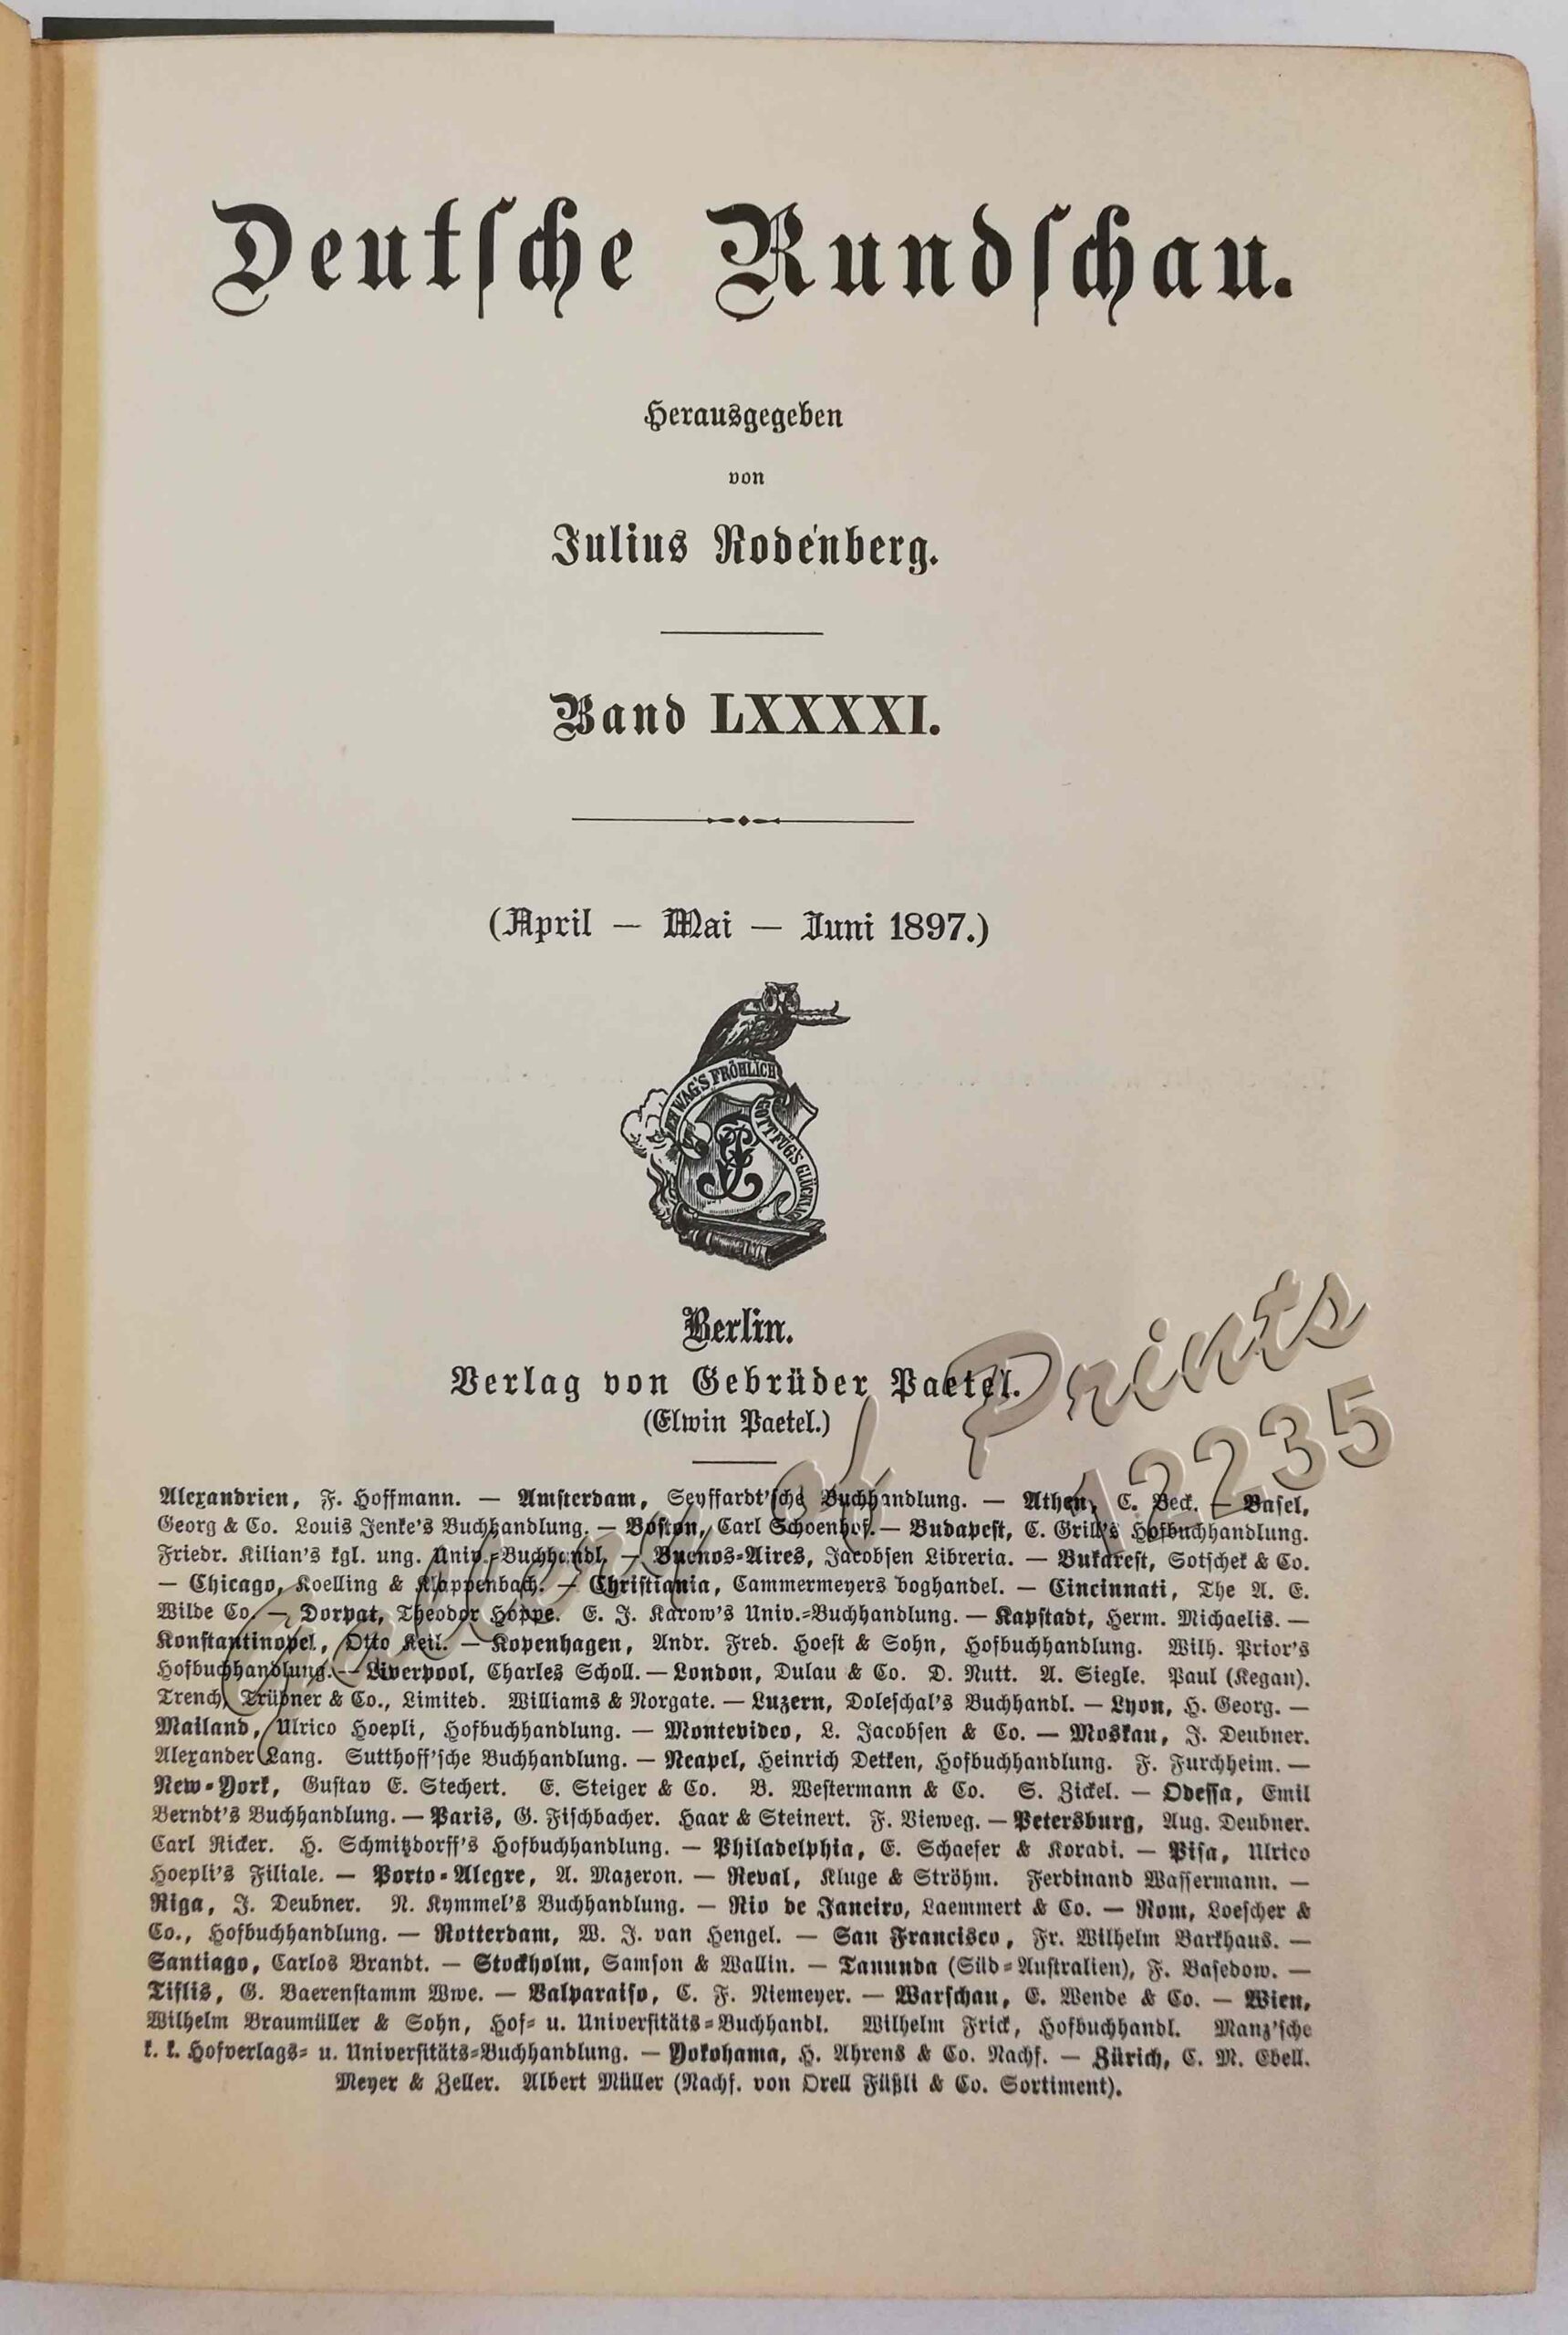 Deutsche Rundschau.
Herausgegeben
von
Julius Rodenberg.
Band LXXXXI.
(April — Mai — Juni 1897.)
WAG'S FRÖHLICH
GOTT FÜG'S GLÜCKLICH
Berlin.
Verlag von Gebrüder Paetel.
(Elwin Paetel.)
Alexandrien, F. Hoffmann. — Amsterdam, Seyffardt'sche Buchhandlung. — Athen, C. Beck. — Basel,
Georg & Co. Louis Jenke's Buchhandlung. — Boston, Carl Schoenhof. — Budapest, C. Grill's Hofbuchhandlung.
Friedr. Kilian's kgl. ung. Univ.-Buchhandl. — Buenos-Aires, Jacobsen Libreria. — Bukarest, Sotschek & Co.
— Chicago, Koelling & Klappenbach. — Christiania, Cammermeyers boghandel. — Cincinnati, The A. E.
Wilde Co. — Dorpat, Theodor Hoppe. E. J. Karow's Univ.-Buchhandlung. — Kapstadt, Herm. Michaelis. —
Konstantinopel, Otto Keil. — Kopenhagen, Andr. Fred. Hoest & Sohn, Hofbuchhandlung. Wilh. Prior's
Hofbuchhandlung. — Liverpool, Charles Scholl. — London, Dulau & Co. D. Nutt. A. Siegle. Paul (Kegan).
Trench, Trübner & Co., Limited. Williams & Norgate. — Luzern, Doleschal's Buchhandl. — Lyon, H. Georg. —
Mailand, Ulrico Hoepli, Hofbuchhandlung. — Montevideo, L. Jacobsen & Co. — Moskau, J. Deubner.
Alexander Lang. Sutthoff'sche Buchhandlung. — Neapel, Heinrich Detken, Hofbuchhandlung. F. Furchheim. —
New-York, Gustav E. Stechert. E. Steiger & Co. B. Westermann & Co. S. Zickel. — Odessa, Emil
Berndt's Buchhandlung. — Paris, G. Fischbacher. Haar & Steinert. F. Vieweg. — Petersburg, Aug. Deubner.
Carl Ricker. H. Schmitzdorff's Hofbuchhandlung. — Philadelphia, E. Schaefer & Koradi. — Pisa, Ulrico
Hoepli's Filiale. — Porto-Alegre, A. Mazeron. — Reval, Kluge & Ströhm. Ferdinand Wassermann. —
Riga, J. Deubner. N. Kymmel's Buchhandlung. — Rio de Janeiro, Laemmert & Co. — Rom, Loescher &
Co., Hofbuchhandlung. — Rotterdam, W. J. van Hengel. — San Francisco, Fr. Wilhelm Barkhaus. —
Santiago, Carlos Brandt. — Stockholm, Samson & Wallin. — Tanunda (Süd-Australien), F. Basedow. —
Tiflis, G. Baerenstamm Wwe. — Valparaiso, C. F. Niemeyer. — Warschau, E. Wende & Co. — Wien,
Wilhelm Braumüller & Sohn, Hof- u. Universitäts-Buchhandl. Wilhelm Frick, Hofbuchhandl. Manz'sche
k. k. Hofverlags- u. Universitäts-Buchhandlung. — Yokohama, H. Ahrens & Co. Nachf. — Zürich, C. M. Ebell.
Meyer & Zeller. Albert Müller (Nachf. von Orell Füßli & Co. Sortiment).
Gallery of Prints
12235